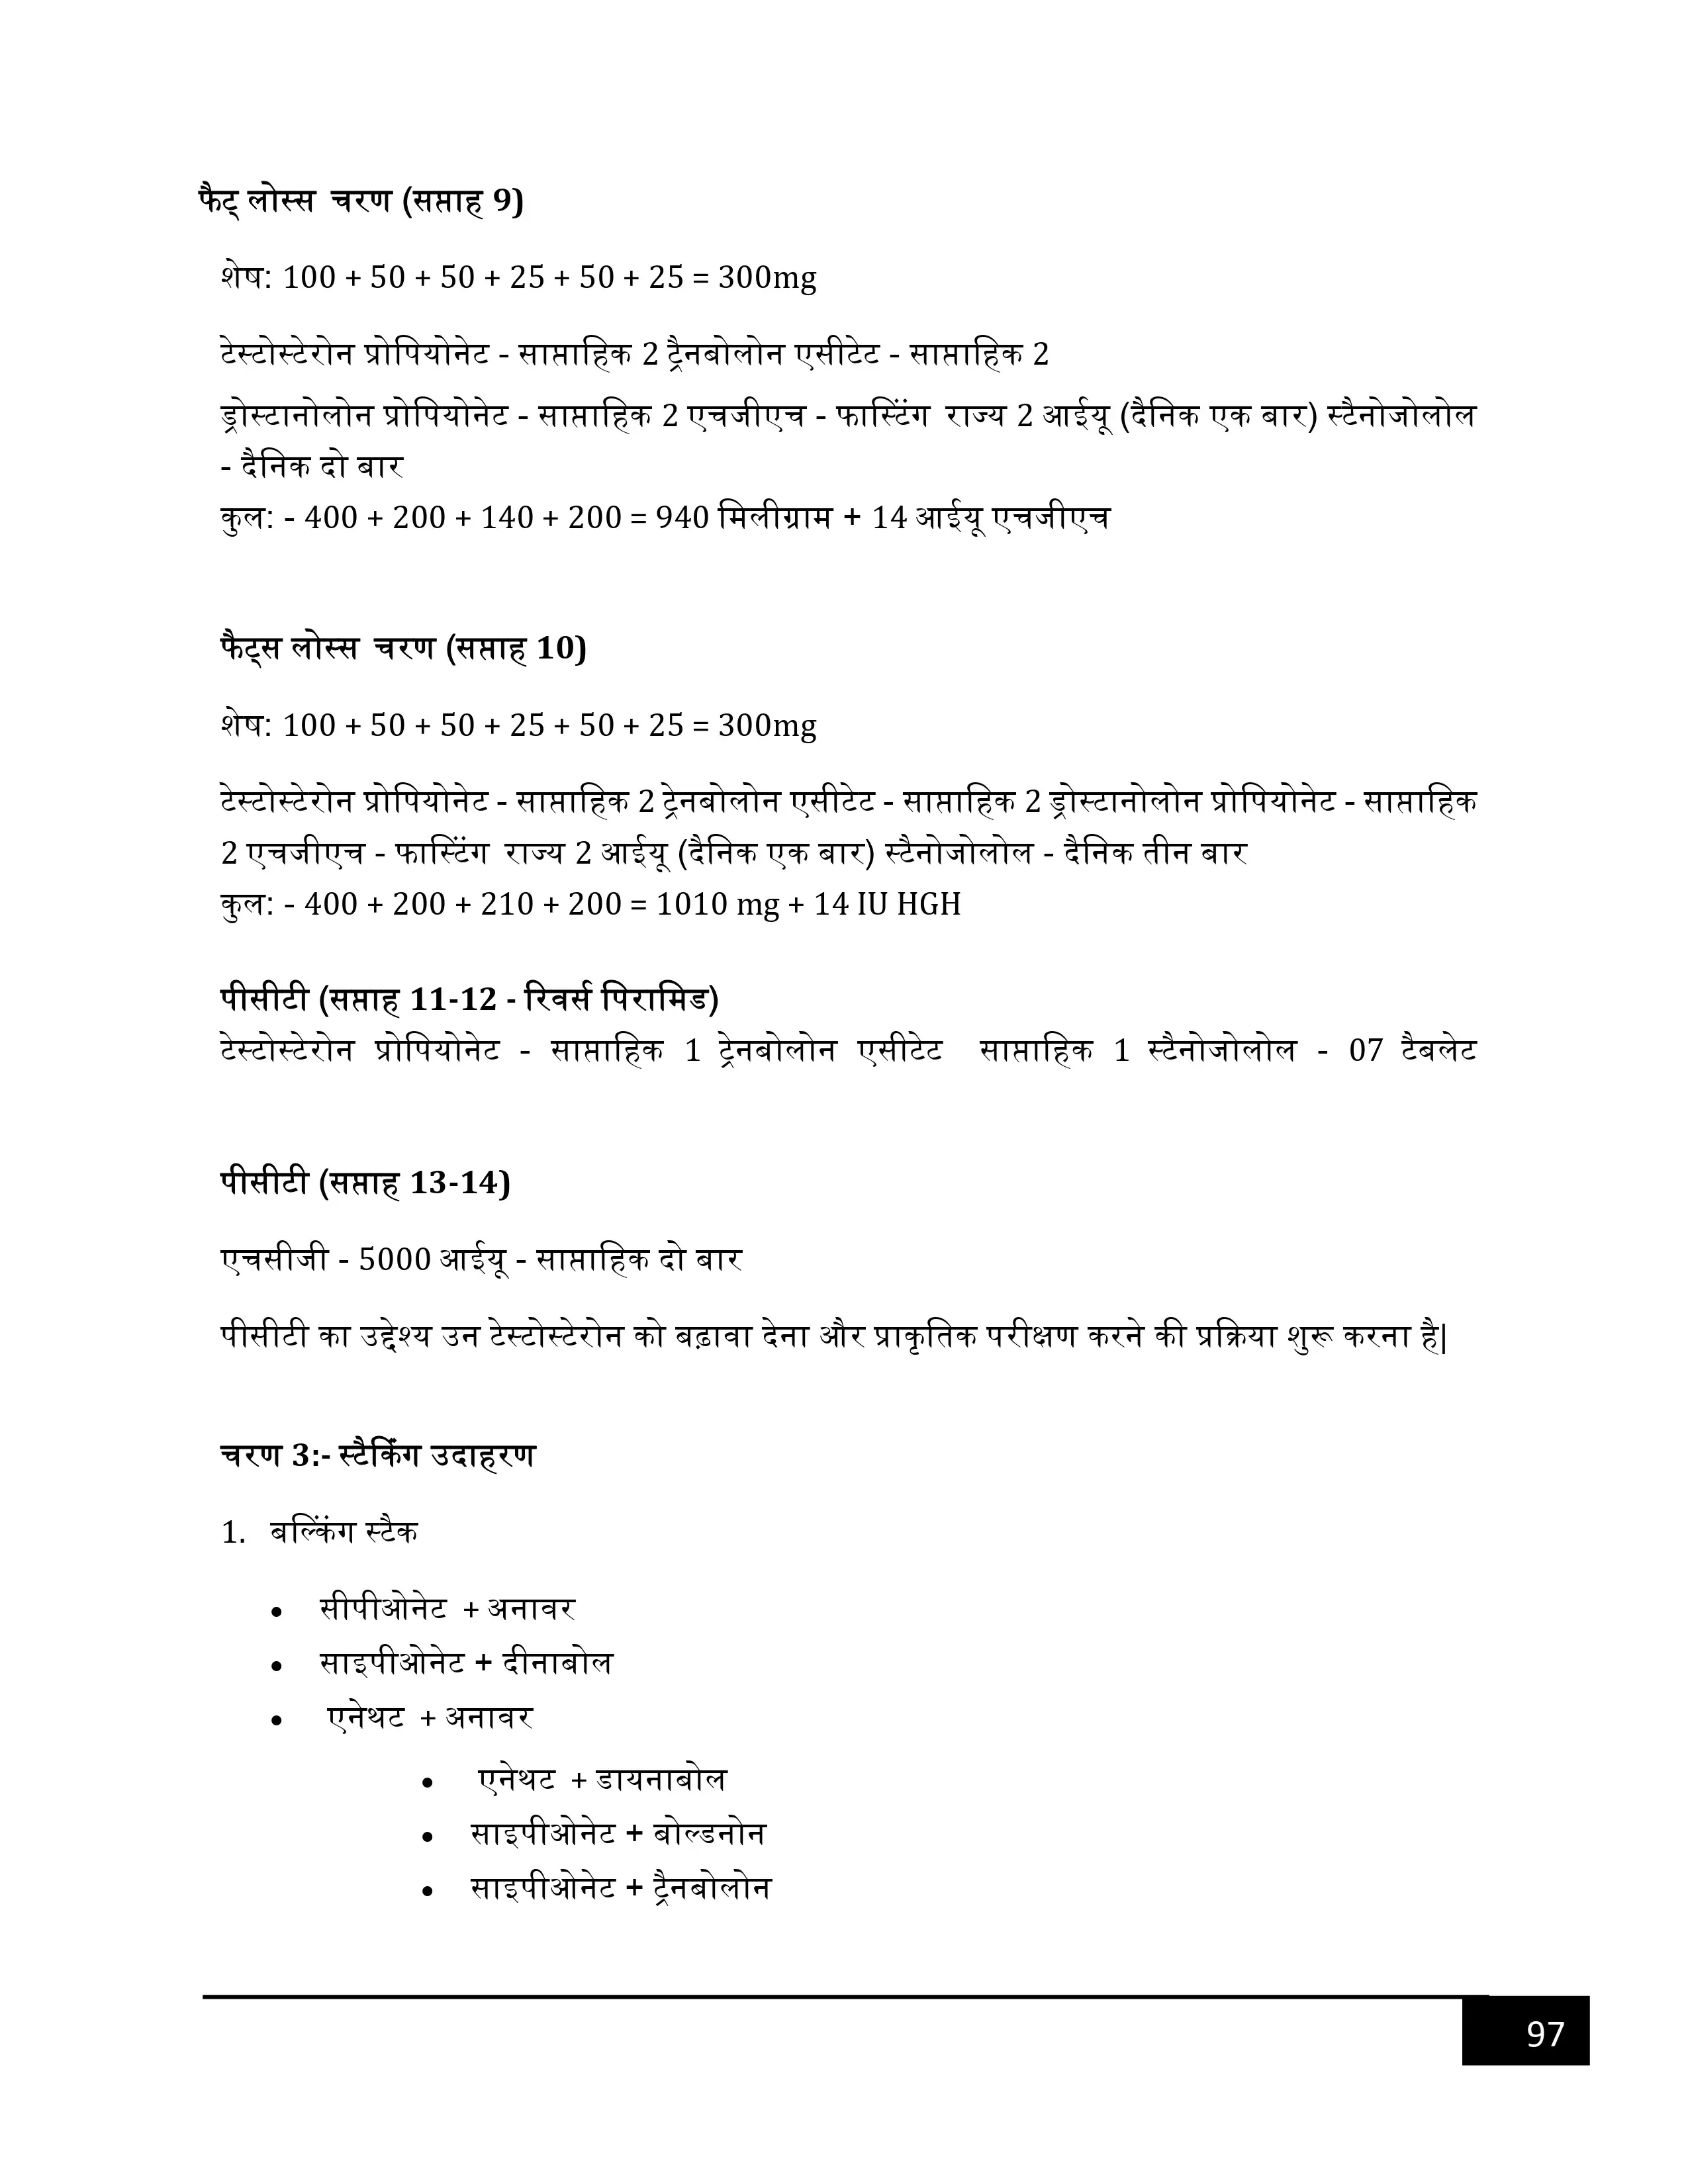 फैट् लोस्स चरण (सप्ताह 9)
शेष: 100 + 50 + 50 + 25 + 50 + 25 = 300mg
टेस्टोस्टेरोन प्रोपियोनेट - साप्ताहिक 2 ट्रैनबोलोन एसीटेट - साप्ताहिक 2
ड्रोस्टानोलोन प्रोपियोनेट - साप्ताहिक 2 एचजीएच - फास्टिंग राज्य 2 आईयू (दैनिक एक बार) स्टैनोजोलोल
- दैनिक दो बार
कुल: - 400 + 200 + 140 + 200 = 940 मिलीग्राम + 14 आईयू एचजीएच
फैट्स लोस्स चरण (सप्ताह 10)
शेष: 100 + 50 + 50 + 25 + 50 + 25 = 300mg
टेस्टोस्टेरोन प्रोपियोनेट - साप्ताहिक 2 ट्रेनबोलोन एसीटेट - साप्ताहिक 2 ड्रोस्टानोलोन प्रोपियोनेट - साप्ताहिक
2 एचजीएच - फास्टिंग राज्य 2 आईयू (दैनिक एक बार) स्टैनोजोलोल - दैनिक तीन बार
कुल: - 400 + 200 + 210 + 200 = 1010 mg + 14 IU HGH
पीसीटी (सप्ताह 11-12 - रिवर्स पिरामिड)
टेस्टोस्टेरोन प्रोपियोनेट - साप्ताहिक 1 ट्रेनबोलोन एसीटेट साप्ताहिक 1 स्टैनोजोलोल - 07 टैबलेट
पीसीटी (सप्ताह 13-14)
एचसीजी - 5000 आईयू - साप्ताहिक दो बार
पीसीटी का उद्देश्य उन टेस्टोस्टेरोन को बढ़ावा देना और प्राकृतिक परीक्षण करने की प्रक्रिया शुरू करना है|
चरण 3:- स्टैकिंग उदाहरण
1. बल्किंग स्टैक
• सीपीओनेट + अनावर
• साइपीओनेट + दीनाबोल
• एनेथट + अनावर
• एनेथट + डायनाबोल
• साइपीओनेट + बोल्डनोन
• साइपीओनेट + ट्रैनबोलोन
97